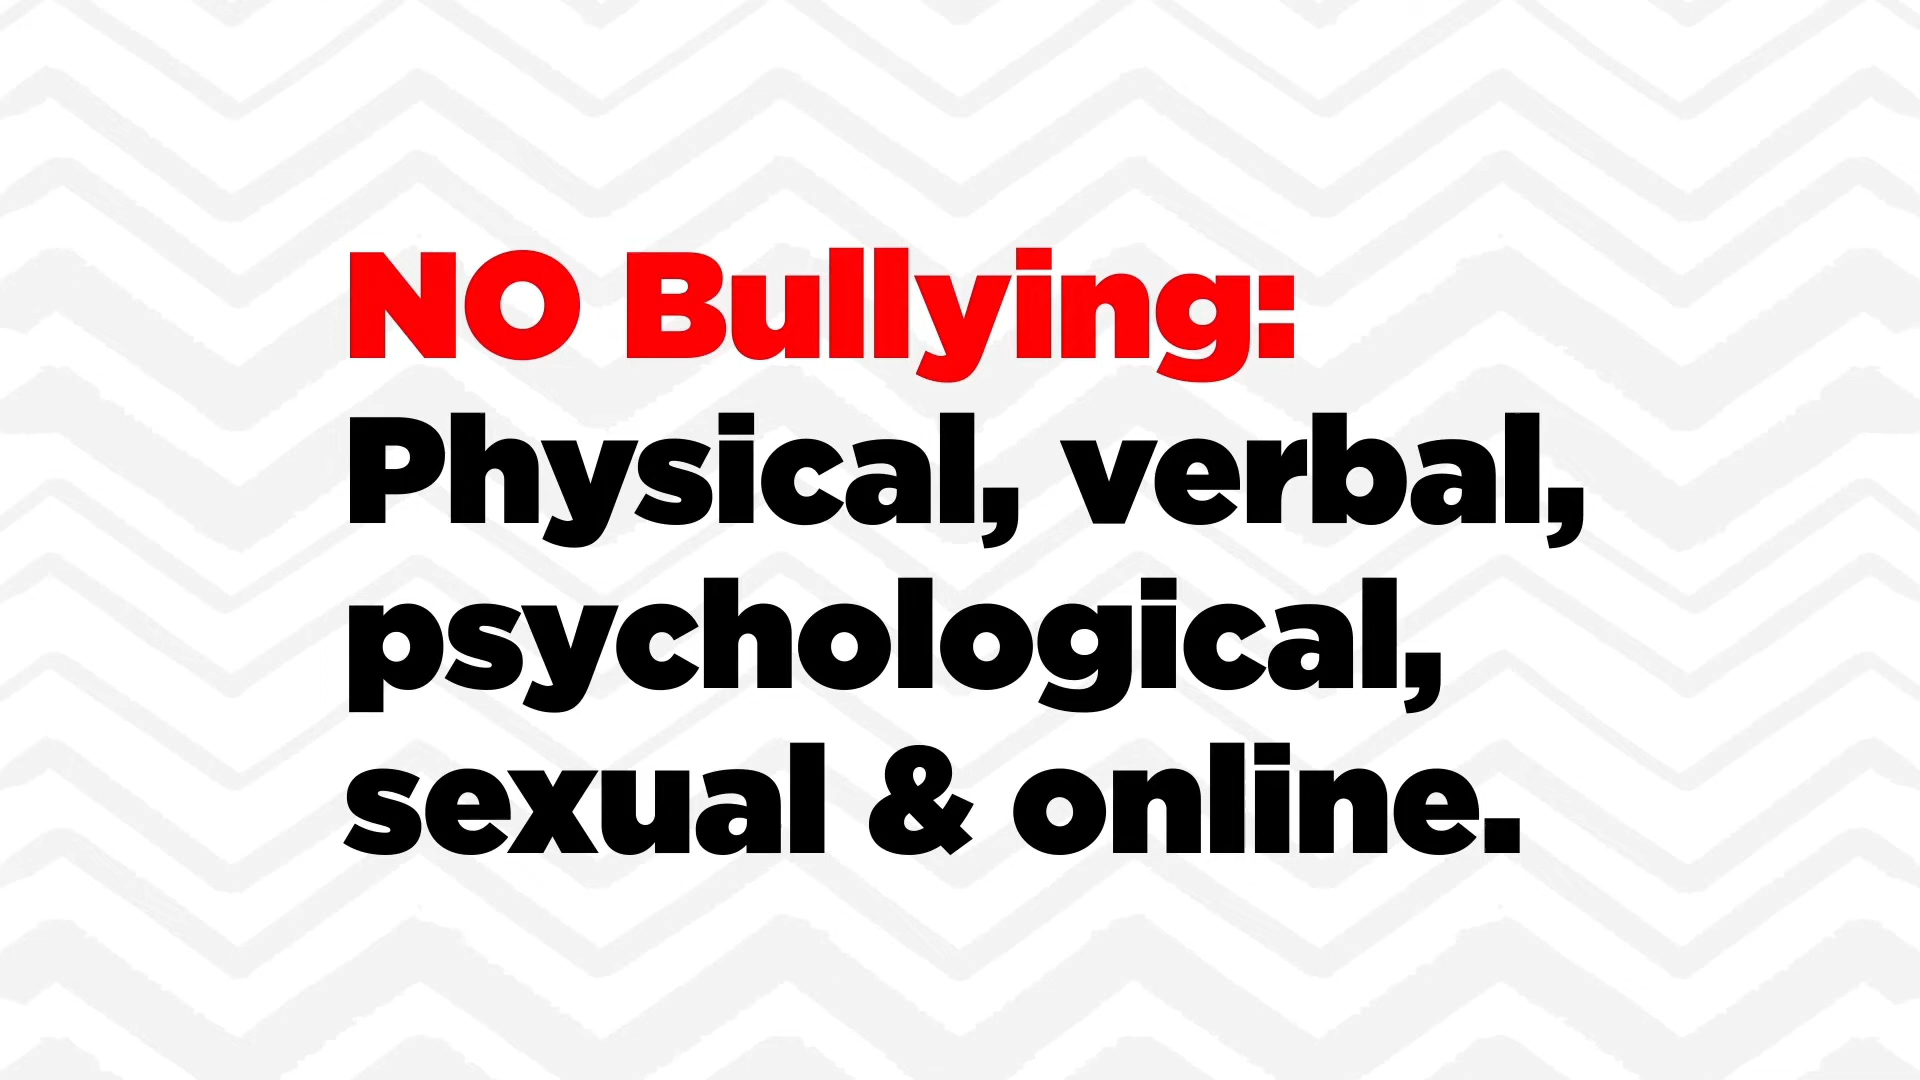 NO Bullying:
Physical, verbal,
psychological,
sexual & online.